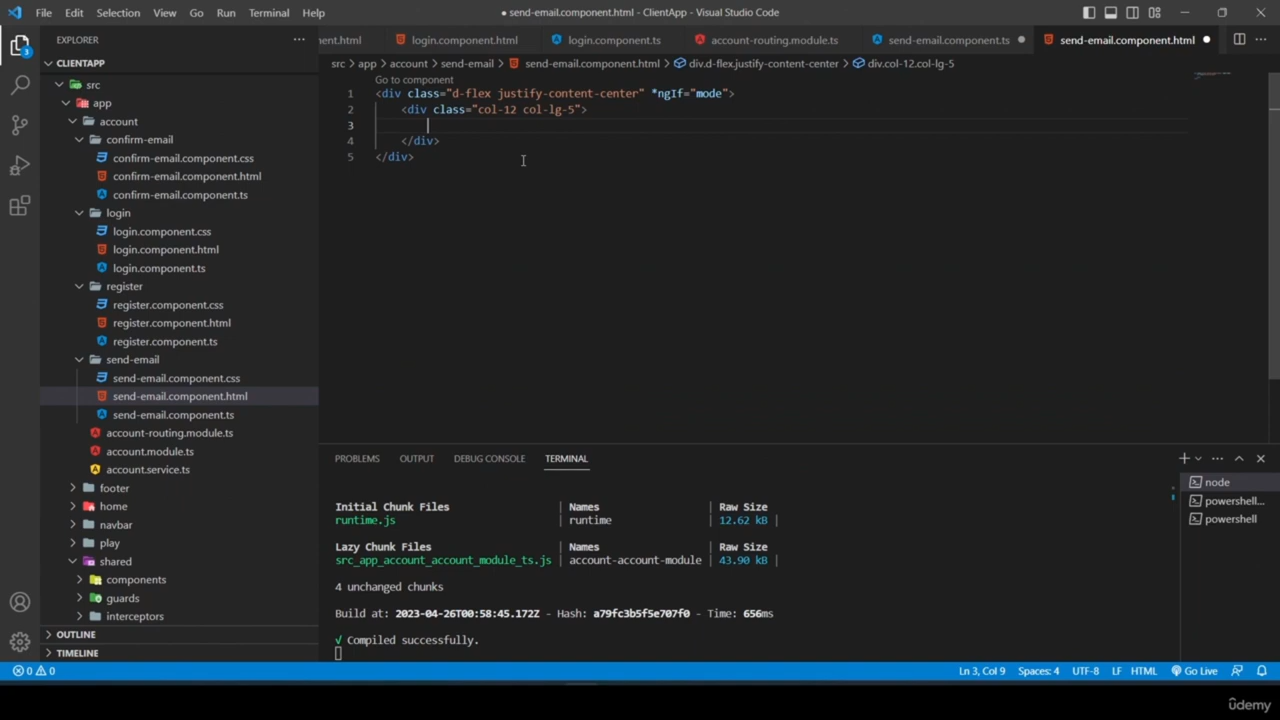 File Edit Selection View Go Run Terminal Help
● send-email.component.html - ClientApp - Visual Studio Code
EXPLORER
nent.html login.component.html login.component.ts account-routing.module.ts send-email.component.ts send-email.component.html
CLIENTAPP
src > app > account > send-email > send-email.component.html > div.d-flex.justify-content-center > div.col-12.col-lg-5
src
app
account
confirm-email
confirm-email.component.css
confirm-email.component.html
confirm-email.component.ts
login
login.component.css
login.component.html
login.component.ts
register
register.component.css
register.component.html
register.component.ts
send-email
send-email.component.css
send-email.component.html
send-email.component.ts
account-routing.module.ts
account.module.ts
account.service.ts
footer
home
navbar
play
shared
components
guards
interceptors
OUTLINE
TIMELINE
Go to component
1 <div class="d-flex justify-content-center" *ngIf="mode">
2 <div class="col-12 col-lg-5">
3
4 </div>
5 </div>
PROBLEMS OUTPUT DEBUG CONSOLE TERMINAL
Initial Chunk Files | Names | Raw Size
runtime.js | runtime | 12.62 kB |
Lazy Chunk Files | Names | Raw Size
src_app_account_account_module_ts.js | account-account-module | 43.90 kB |
4 unchanged chunks
Build at: 2023-04-26T00:58:45.172Z - Hash: a79fc3b5f5e707f0 - Time: 656ms
√ Compiled successfully.
node
powershell...
powershell
0 0 Ln 3, Col 9 Spaces: 4 UTF-8 LF HTML Go Live
ûdemy